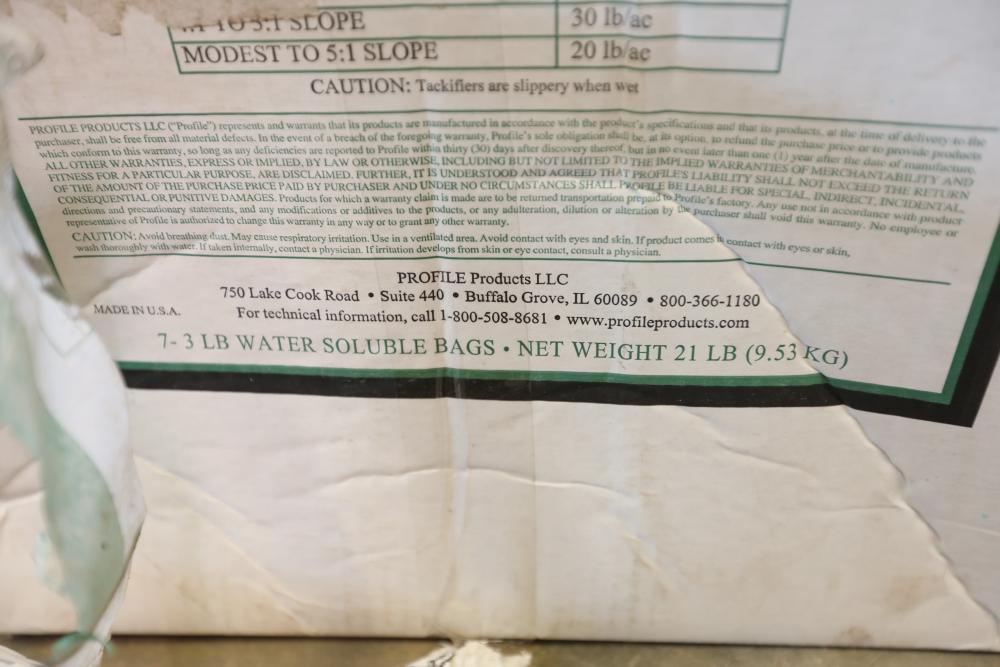 TO 3:1 SLOPE 30 lb/ac
MODEST TO 5:1 SLOPE 20 lb/ac
CAUTION: Tackifiers are slippery when wet
PROFILE PRODUCTS LLC ("Profile") represents and warrants that its products are manufactured in accordance with the product's specifications and that its products, at the time of delivery to the
purchaser, shall be free from all material defects. In the event of a breach of the foregoing warranty, Profile's sole obligation shall be, at its option, to refund the purchase price or to provide products
which conform to this warranty, so long as any deficiencies are reported to Profile within thirty (30) days after discovery thereof, but in no event later than one (1) year after the date of manufacture.
ALL OTHER WARRANTIES, EXPRESS OR IMPLIED, BY LAW OR OTHERWISE, INCLUDING BUT NOT LIMITED TO THE IMPLIED WARRANTIES OF MERCHANTABILITY AND
FITNESS FOR A PARTICULAR PURPOSE, ARE DISCLAIMED. FURTHER, IT IS UNDERSTOOD AND AGREED THAT PROFILE'S LIABILITY SHALL NOT EXCEED THE RETURN
OF THE AMOUNT OF THE PURCHASE PRICE PAID BY PURCHASER AND UNDER NO CIRCUMSTANCES SHALL PROFILE BE LIABLE FOR SPECIAL, INDIRECT, INCIDENTAL,
CONSEQUENTIAL OR PUNITIVE DAMAGES. Products for which a warranty claim is made are to be returned transportation prepaid to Profile's factory. Any use not in accordance with product
directions and precautionary statements, and any modifications or additives to the products, or any adulteration, dilution or alteration by the purchaser shall void this warranty. No employee or
representative of Profile is authorized to change this warranty in any way or to grant any other warranty.
CAUTION: Avoid breathing dust. May cause respiratory irritation. Use in a ventilated area. Avoid contact with eyes and skin. If product comes in contact with eyes or skin,
wash thoroughly with water. If taken internally, contact a physician. If irritation develops from skin or eye contact, consult a physician.
PROFILE Products LLC
750 Lake Cook Road • Suite 440 • Buffalo Grove, IL 60089 • 800-366-1180
MADE IN U.S.A.
For technical information, call 1-800-508-8681 • www.profileproducts.com
7- 3 LB WATER SOLUBLE BAGS • NET WEIGHT 21 LB (9.53 KG)